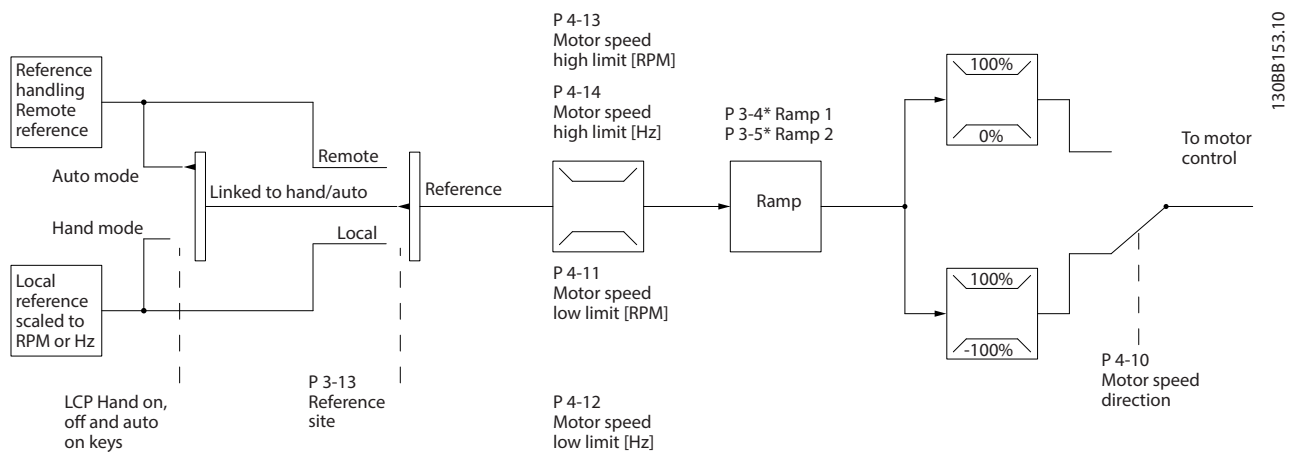 P 4-13
Motor speed
high limit [RPM]
P 4-14
Motor speed
high limit [Hz]
130BB153.10
Reference
handling
Remote
reference
P 3-4* Ramp 1
P 3-5* Ramp 2
100%
0%
To motor
control
Auto mode
Remote
Linked to hand/auto
Reference
Ramp
Hand mode
Local
Local
reference
scaled to
RPM or Hz
P 4-11
Motor speed
low limit [RPM]
100%
-100%
P 4-10
Motor speed
direction
LCP Hand on,
off and auto
on keys
P 3-13
Reference
site
P 4-12
Motor speed
low limit [Hz]